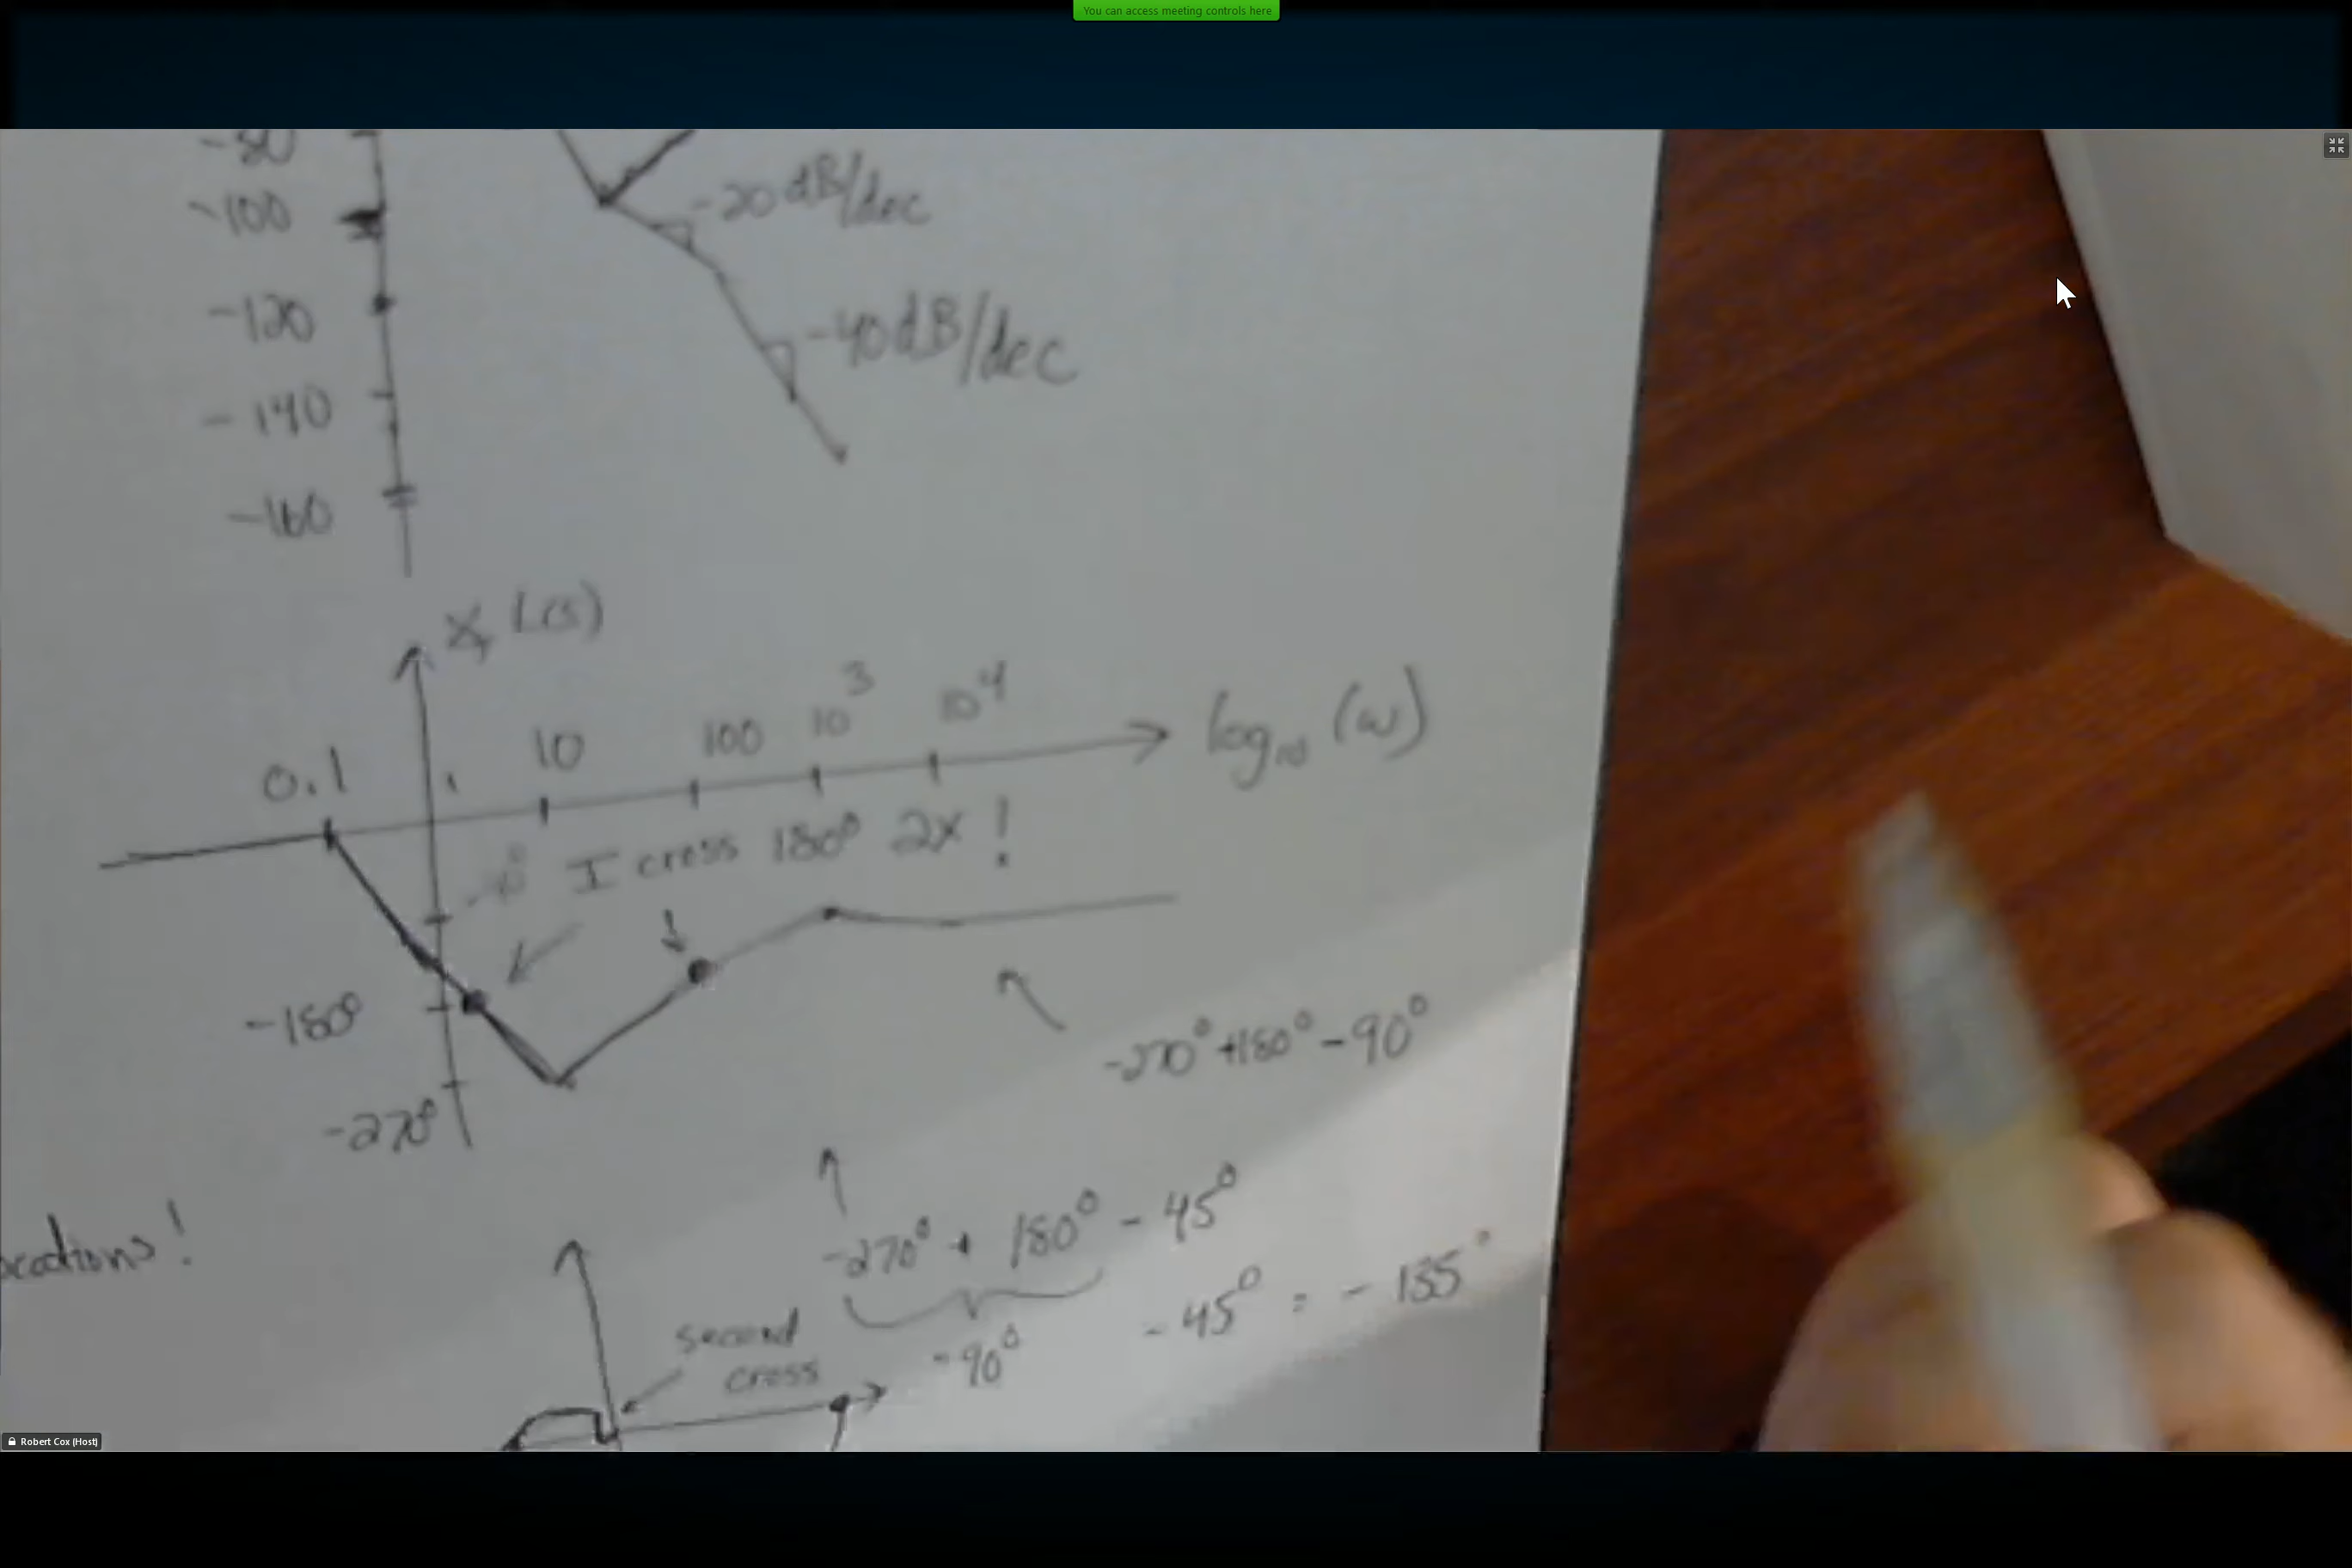 You can access meeting controls here
-80
-100
-20 dB/dec
-120
-40 dB/dec
-140
-160
∡ L(s)
0.1
1
10
100
10³
10⁴
log₁₀ (ω)
I cross 180° 2x !
-180°
-270°
-270° +180° -90°
-270° + 180° - 45°
-90°
-45° = - 135°
second
cross
Robert Cox (Host)